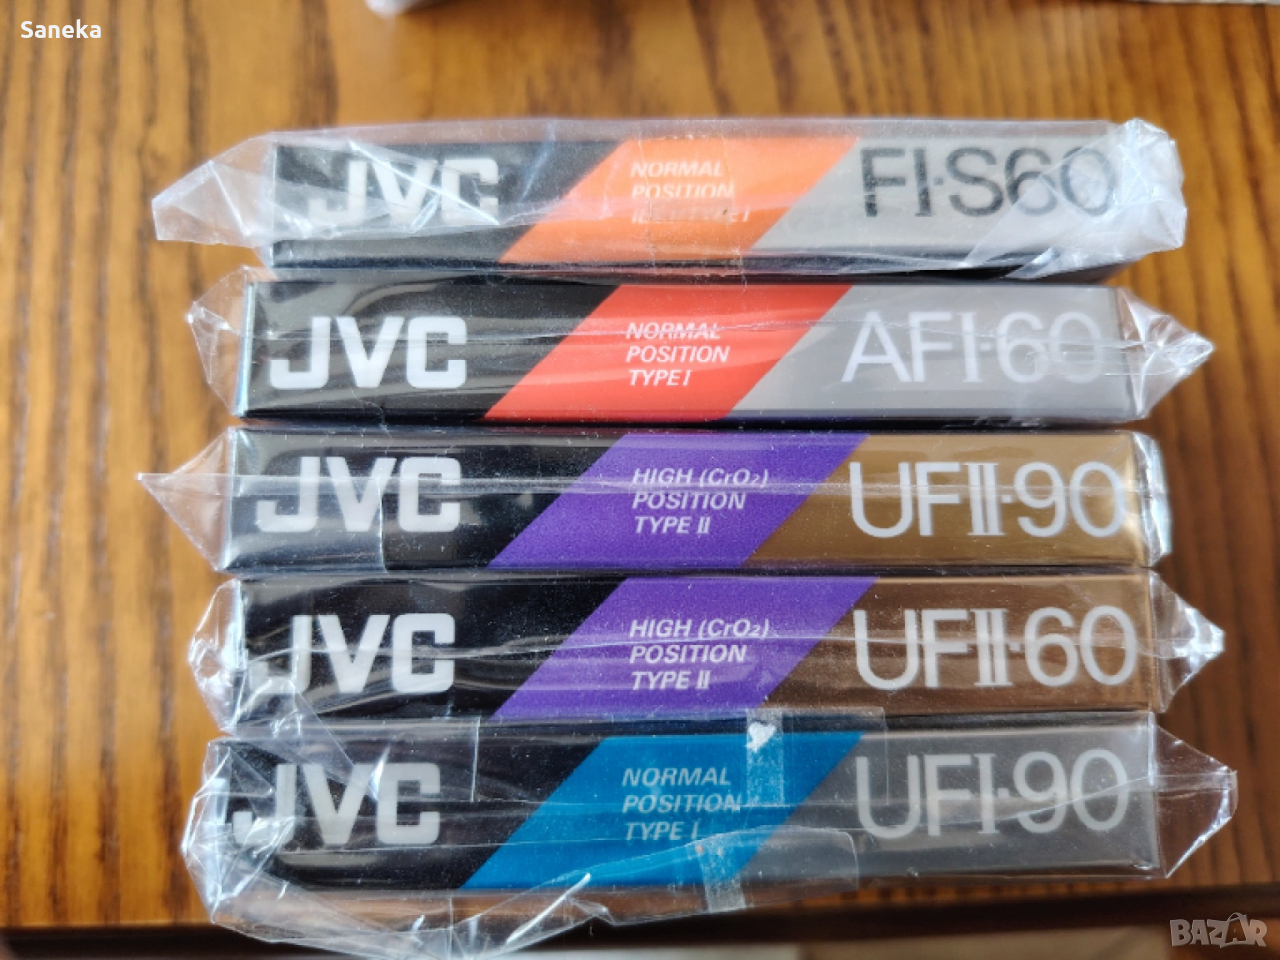 Saneka
JVC
NORMAL
POSITION
FI·S60
JVC
NORMAL
POSITION
TYPE I
AFI·60
JVC
HIGH (CrO₂)
POSITION
TYPE II
UFII·90
JVC
HIGH (CrO₂)
POSITION
TYPE II
UFII·60
JVC
NORMAL
POSITION
TYPE I
UFI·90
BAZAR